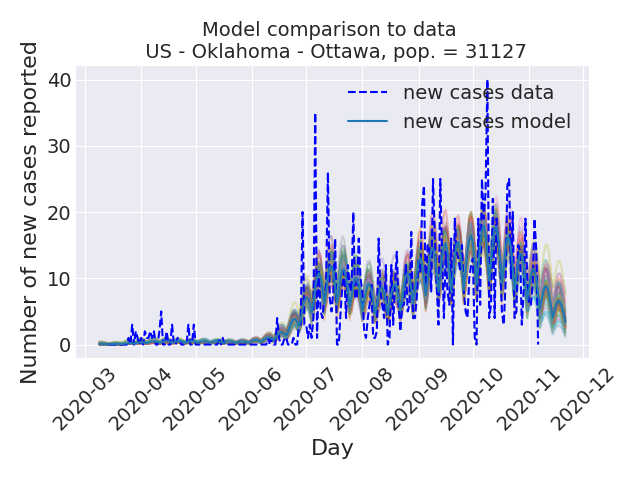 Model comparison to data
US - Oklahoma - Ottawa, pop. = 31127
Number of new cases reported
40
30
20
10
0
new cases data
new cases model
2020-03
2020-04
2020-05
2020-06
2020-07
2020-08
2020-09
2020-10
2020-11
2020-12
Day